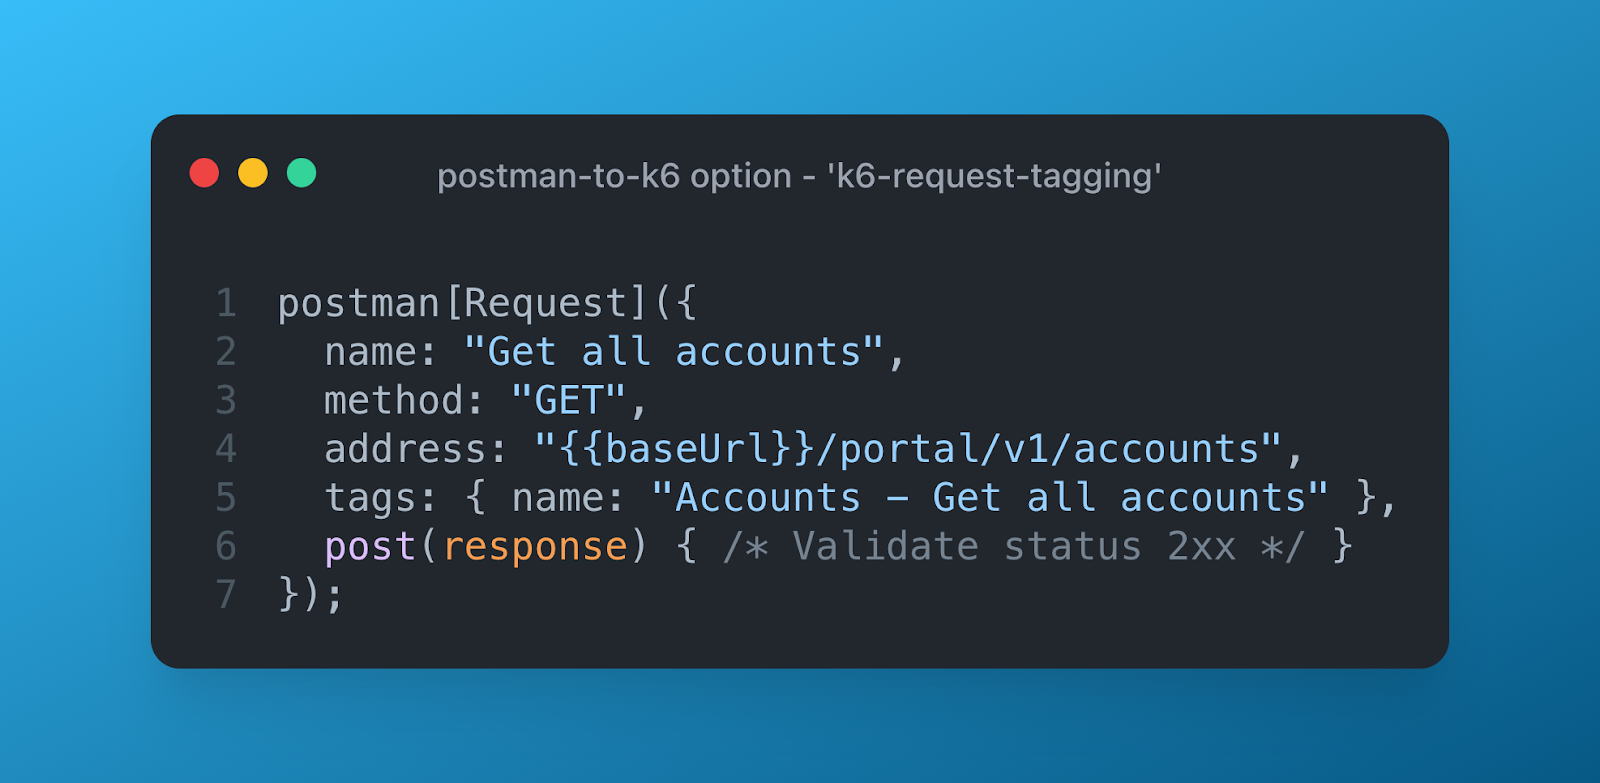 postman-to-k6 option - 'k6-request-tagging'
1 postman[Request]({
2   name: "Get all accounts",
3   method: "GET",
4   address: "{{baseUrl}}/portal/v1/accounts",
5   tags: { name: "Accounts – Get all accounts" },
6   post(response) { /* Validate status 2xx */ }
7 });